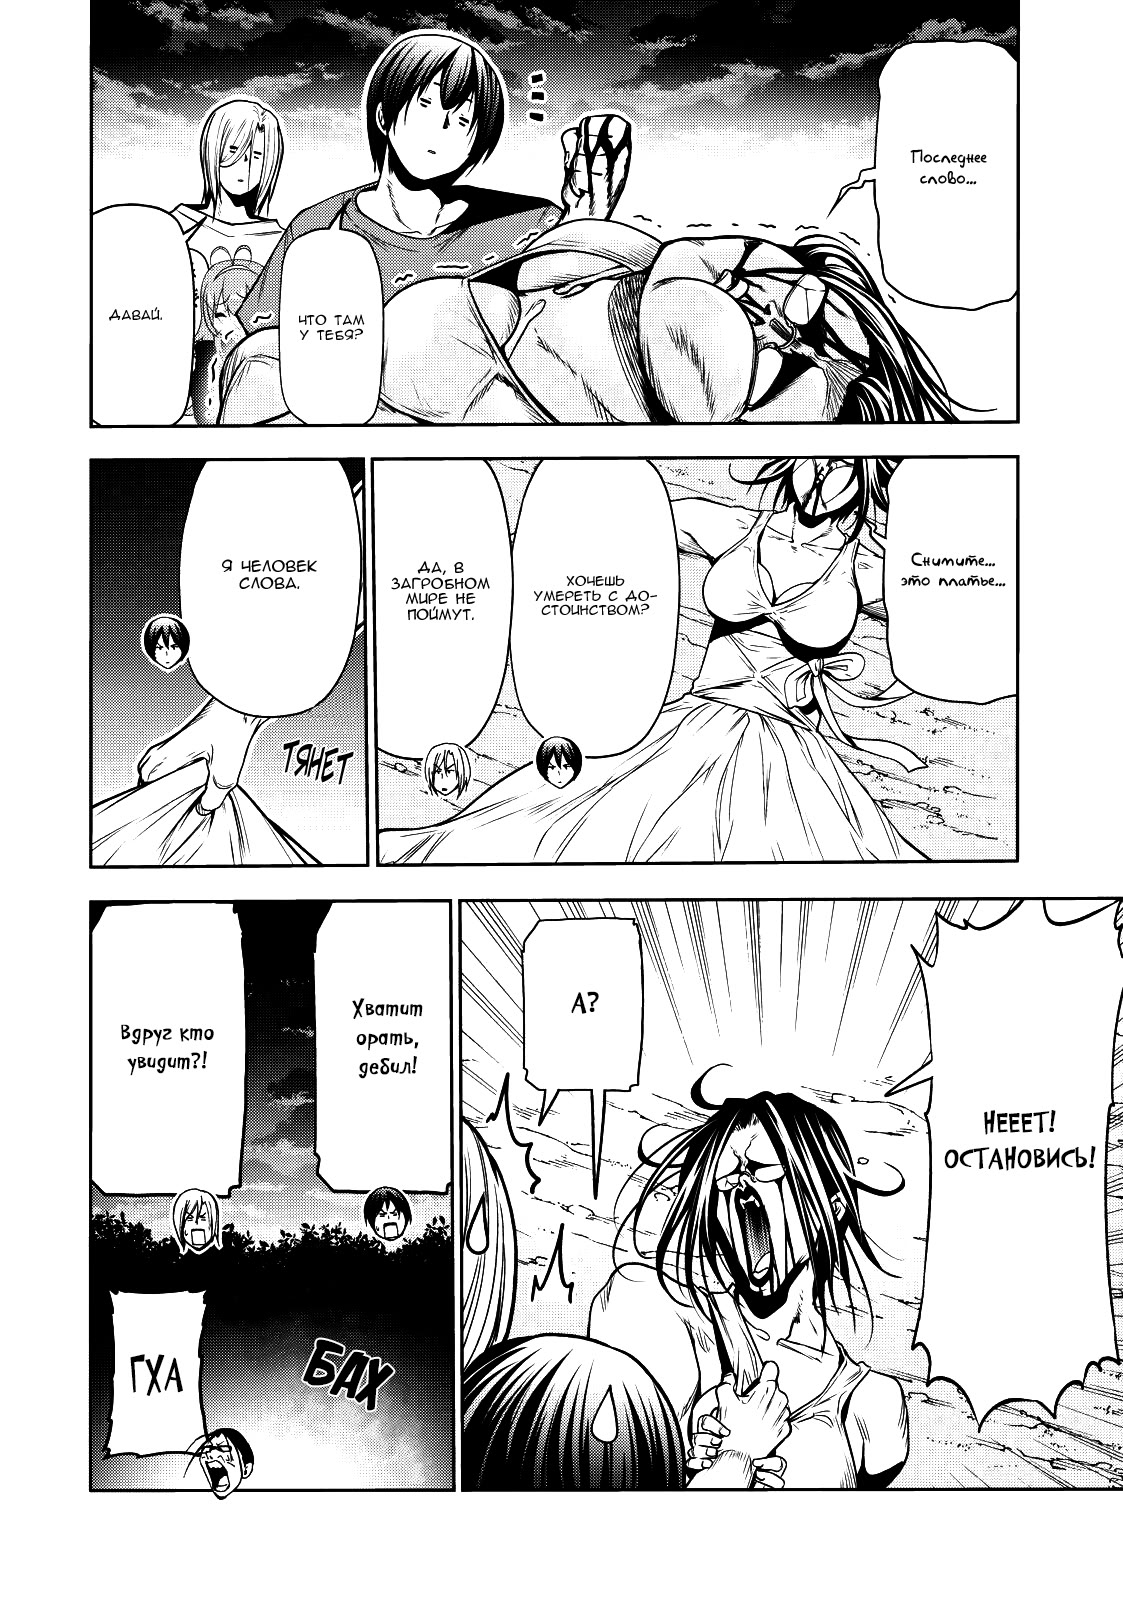 Последнее
слово...
ЧТО ТАМ
У ТЕБЯ?
ДАВАЙ.
Снимите...
это платье...
ХОЧЕШЬ
УМЕРЕТЬ С ДО-
СТОИНСТВОМ?
ДА, В
ЗАГРОБНОМ
МИРЕ НЕ
ПОЙМУТ.
Я ЧЕЛОВЕК
СЛОВА.
ТЯНЕТ
НЕЕЕТ!
ОСТАНОВИСЬ!
А?
Хватит
орать,
дебил!
Вдруг кто
увидит?!
БАХ
ГХА